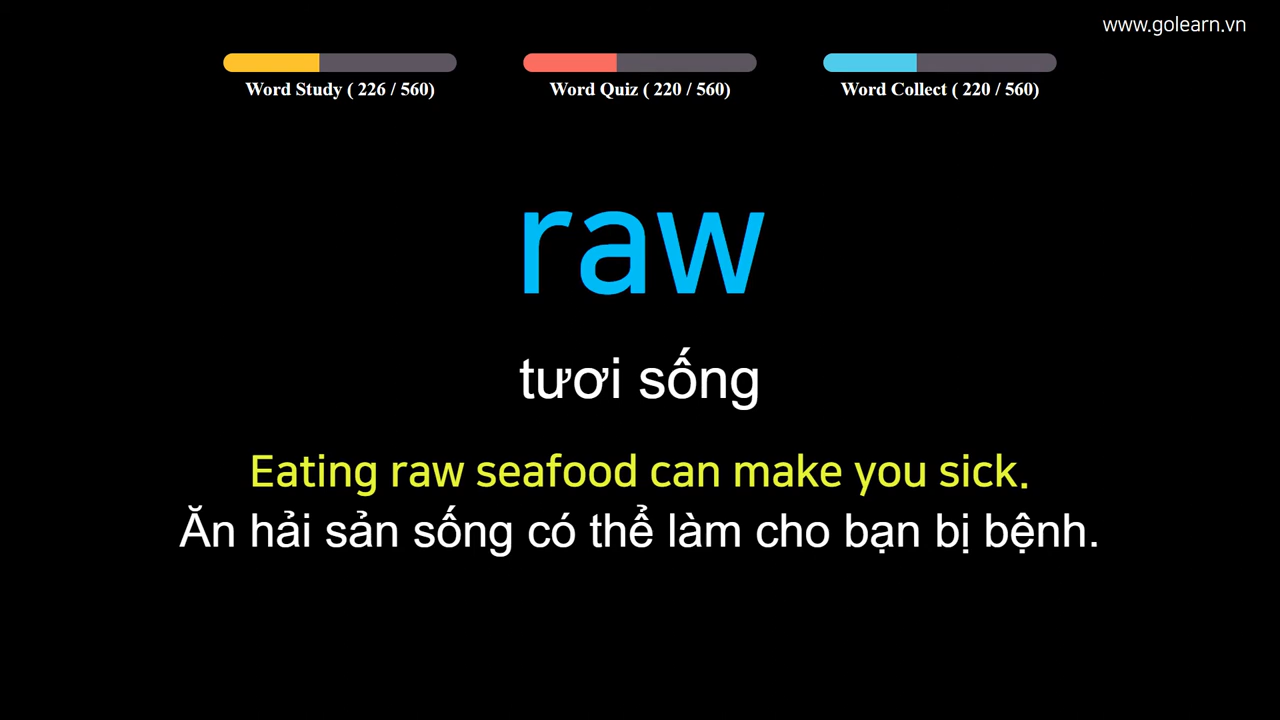 www.golearn.vn
Word Study ( 226 / 560)
Word Quiz ( 220 / 560)
Word Collect ( 220 / 560)
raw
tươi sống
Eating raw seafood can make you sick.
Ăn hải sản sống có thể làm cho bạn bị bệnh.